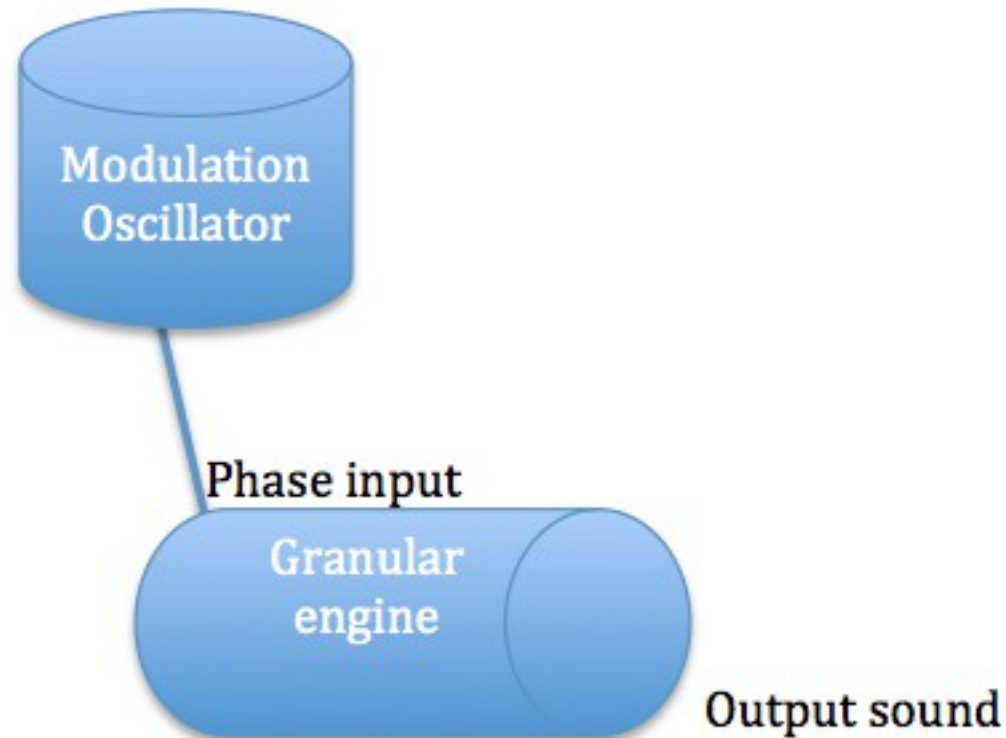 Modulation
Oscillator
Phase input
Granular
engine
Output sound